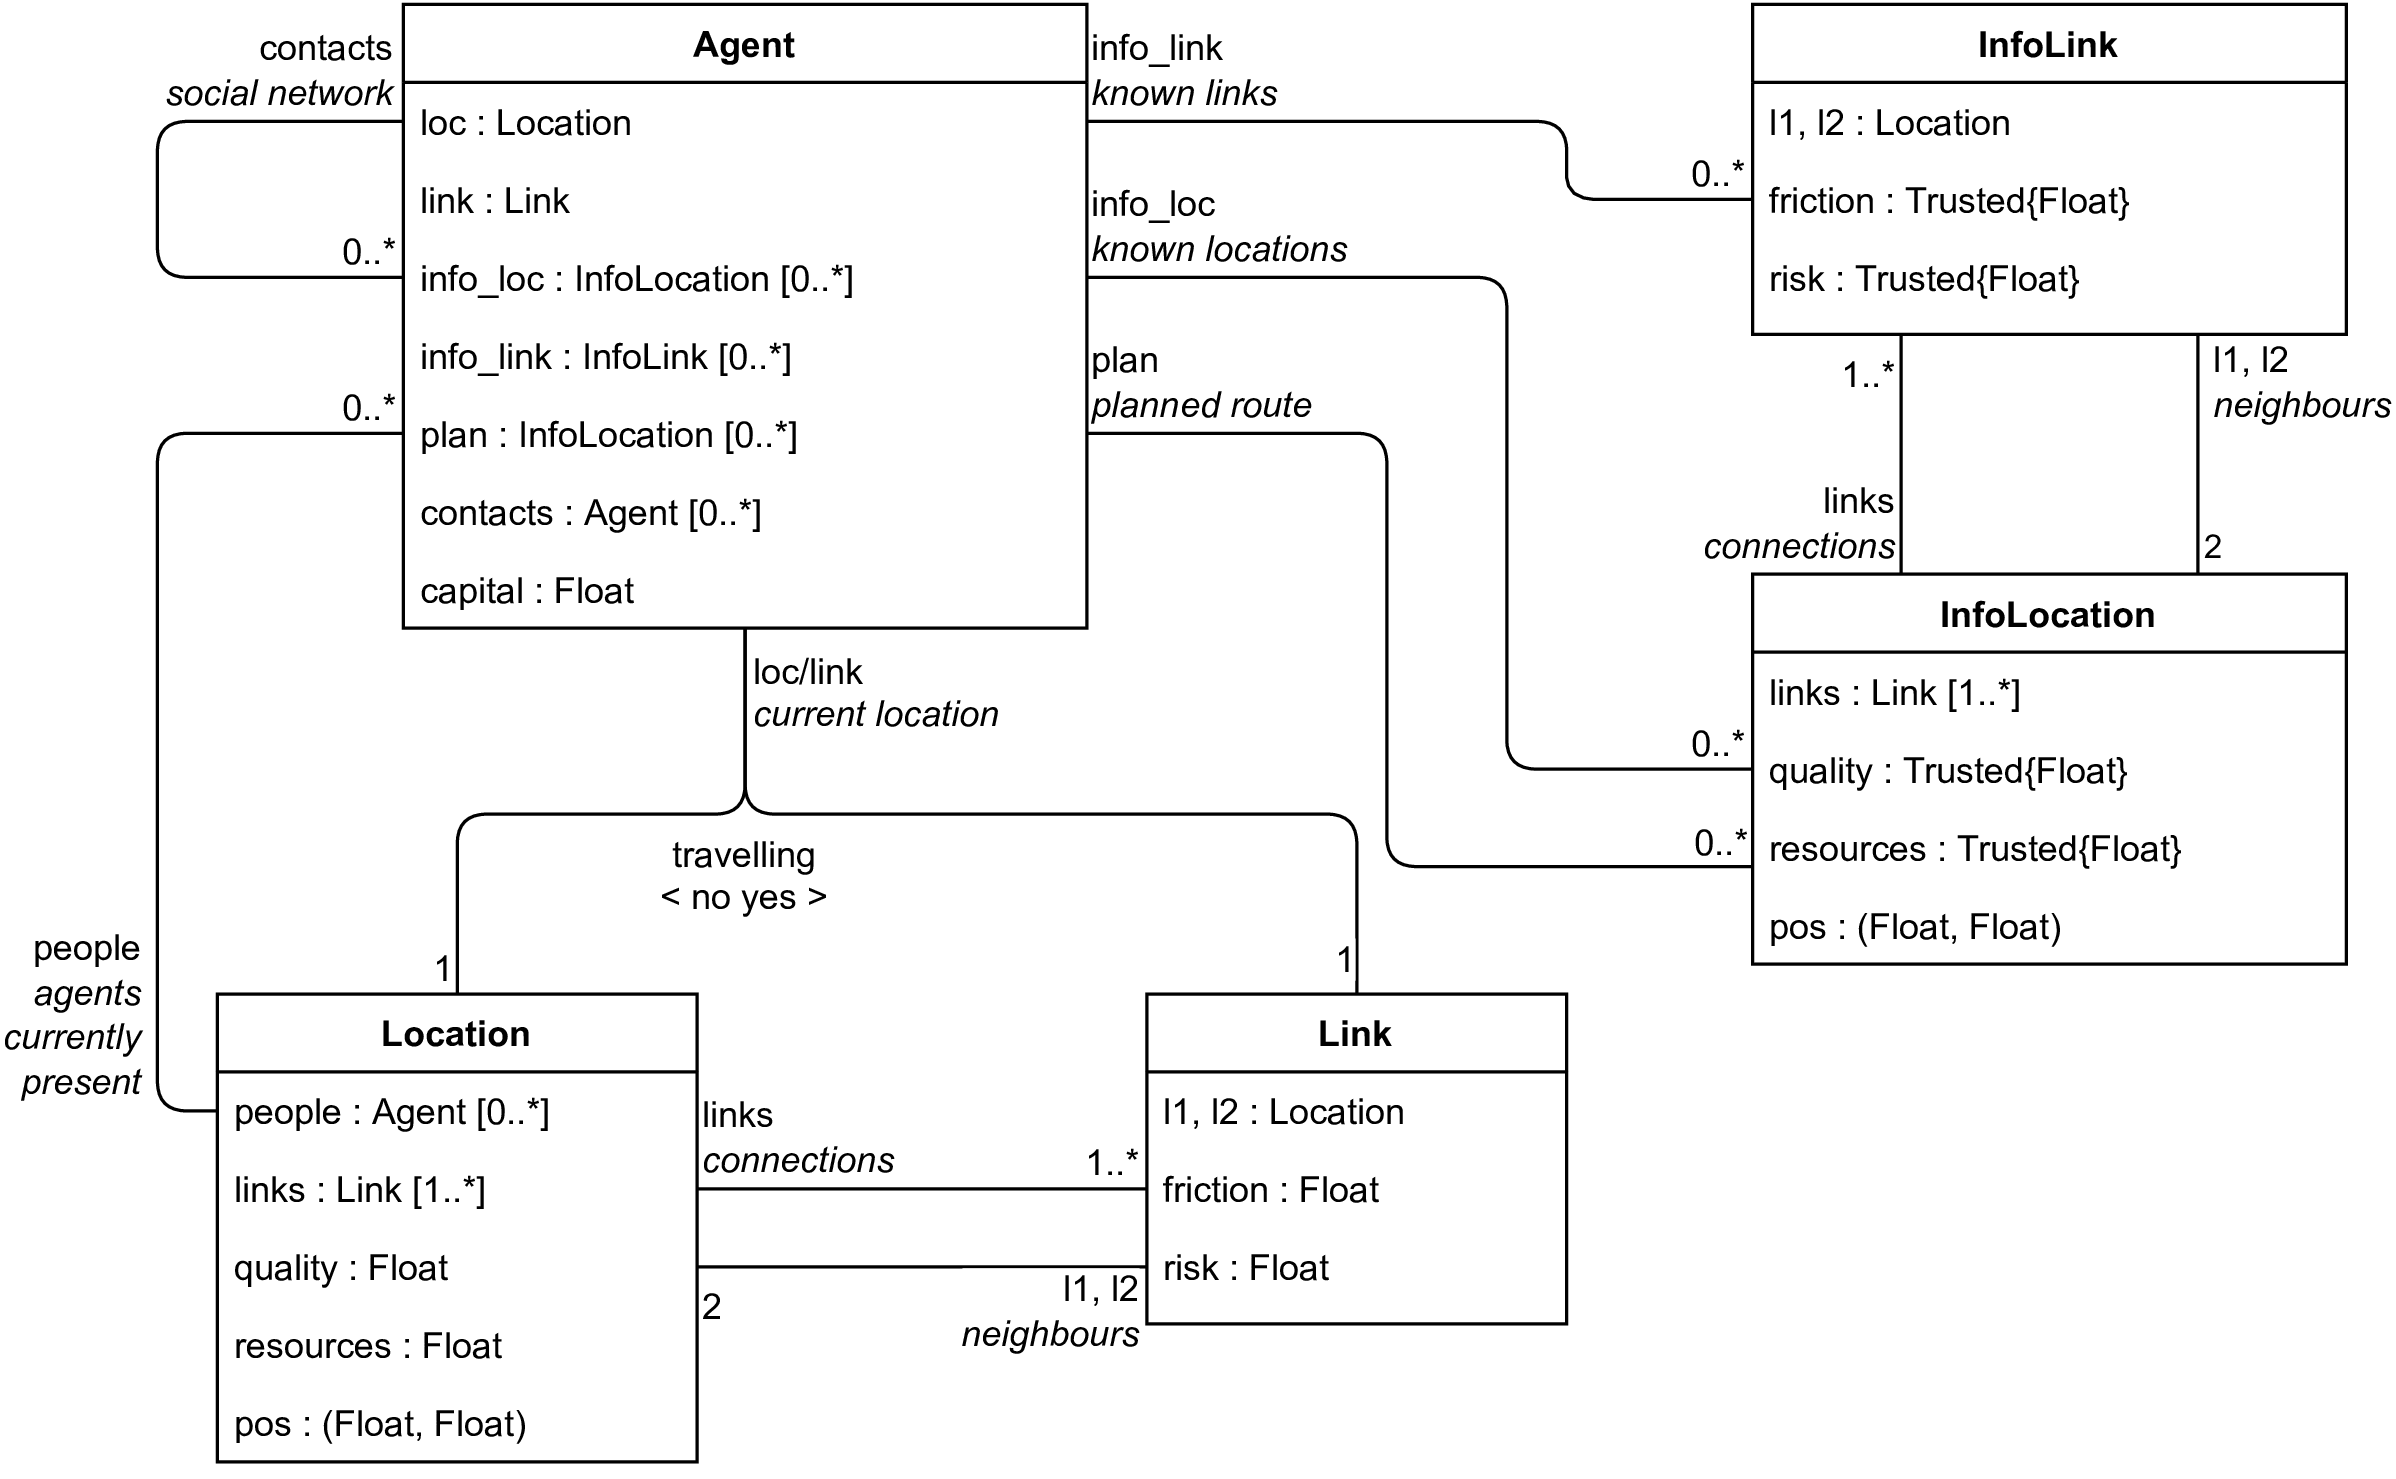 contacts
social network
0..*
0..*
Agent
loc : Location
link : Link
info_loc : InfoLocation [0..*]
info_link : InfoLink [0..*]
plan : InfoLocation [0..*]
contacts : Agent [0..*]
capital : Float
info_link
known links
0..*
info_loc
known locations
0..*
plan
planned route
0..*
InfoLink
l1, l2 : Location
friction : Trusted{Float}
risk : Trusted{Float}
1..*
links
connections
l1, l2
neighbours
2
InfoLocation
links : Link [1..*]
quality : Trusted{Float}
resources : Trusted{Float}
pos : (Float, Float)
loc/link
current location
travelling
< no yes >
1
1
people
agents
currently
present
Location
people : Agent [0..*]
links : Link [1..*]
quality : Float
resources : Float
pos : (Float, Float)
links
connections
1..*
2
l1, l2
neighbours
Link
l1, l2 : Location
friction : Float
risk : Float